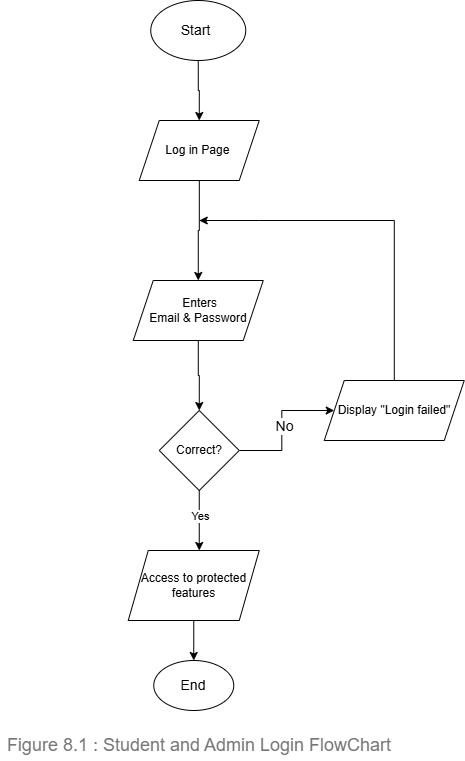 Start
Log in Page
Enters
Email & Password
Display "Login failed"
No
Correct?
Yes
Access to protected
features
End
Figure 8.1 : Student and Admin Login FlowChart